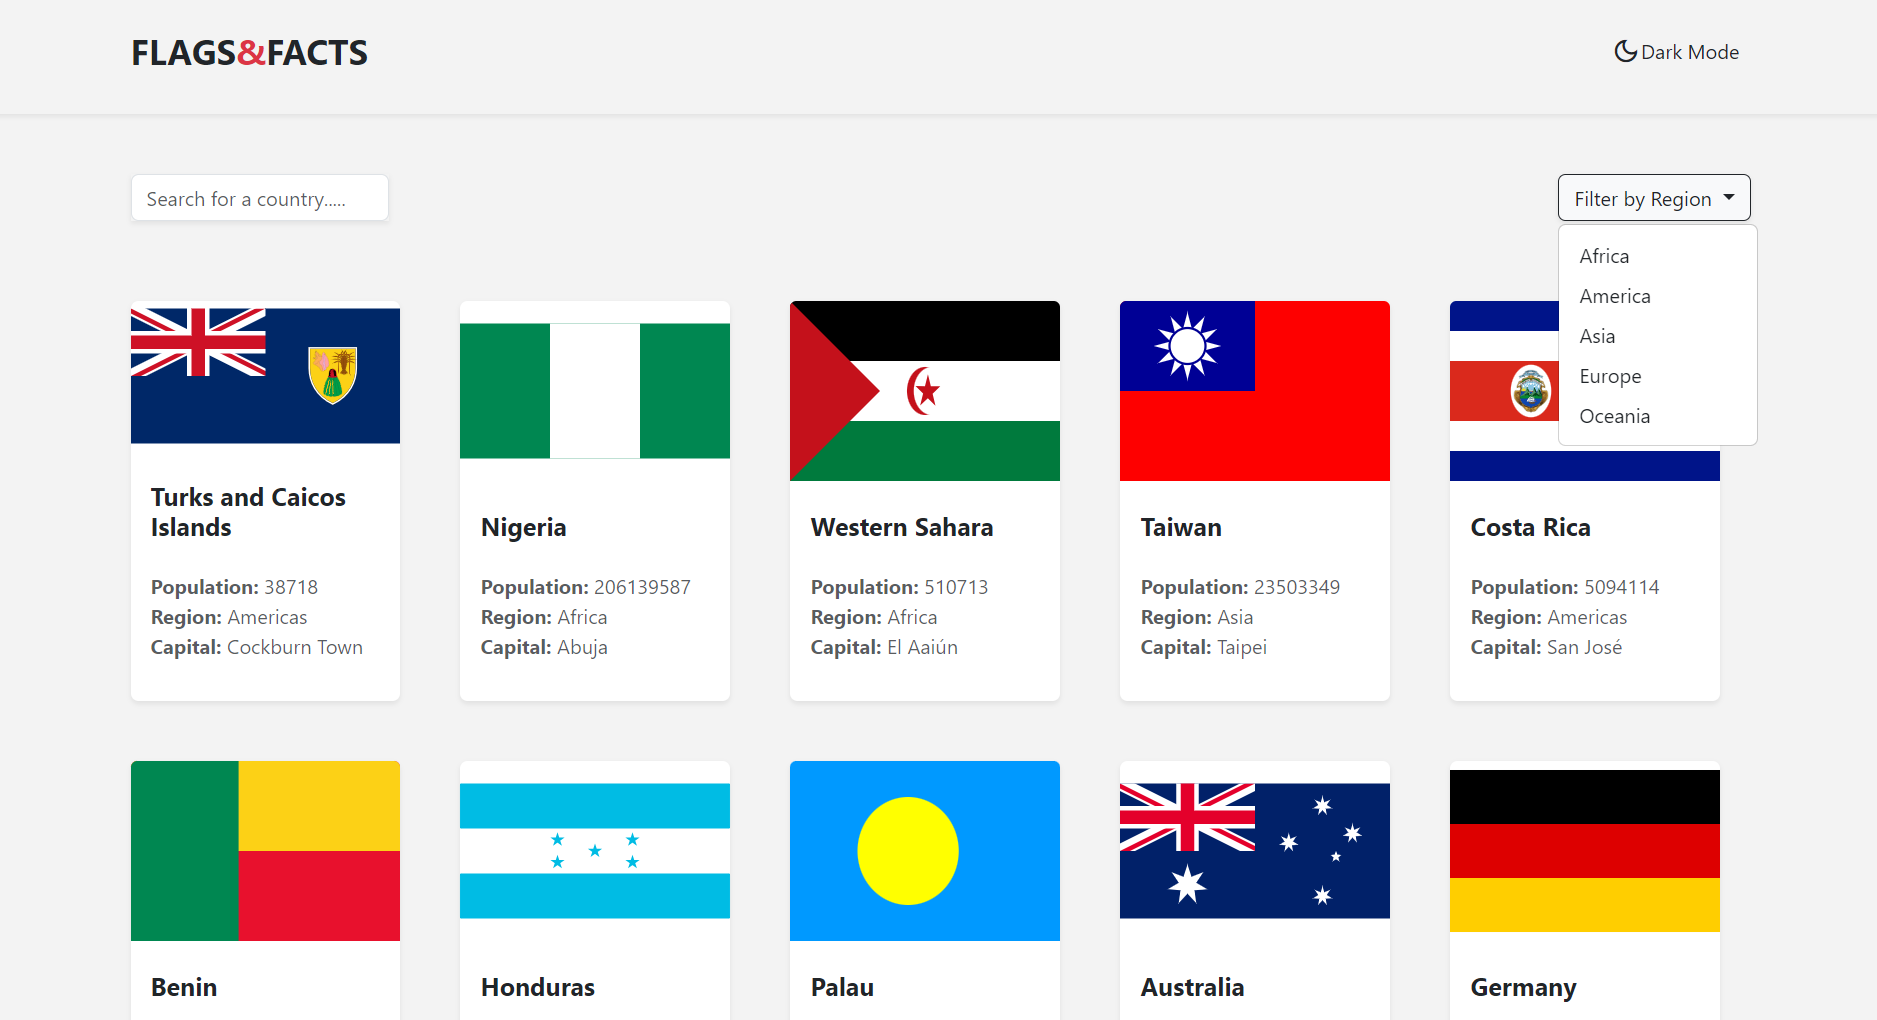 FLAGS&FACTS
Dark Mode
Search for a country.....
Filter by Region
Africa
America
Asia
Europe
Oceania
Turks and Caicos
Islands
Population: 38718
Region: Americas
Capital: Cockburn Town
Nigeria
Population: 206139587
Region: Africa
Capital: Abuja
Western Sahara
Population: 510713
Region: Africa
Capital: El Aaiún
Taiwan
Population: 23503349
Region: Asia
Capital: Taipei
Costa Rica
Population: 5094114
Region: Americas
Capital: San José
Benin
Honduras
Palau
Australia
Germany